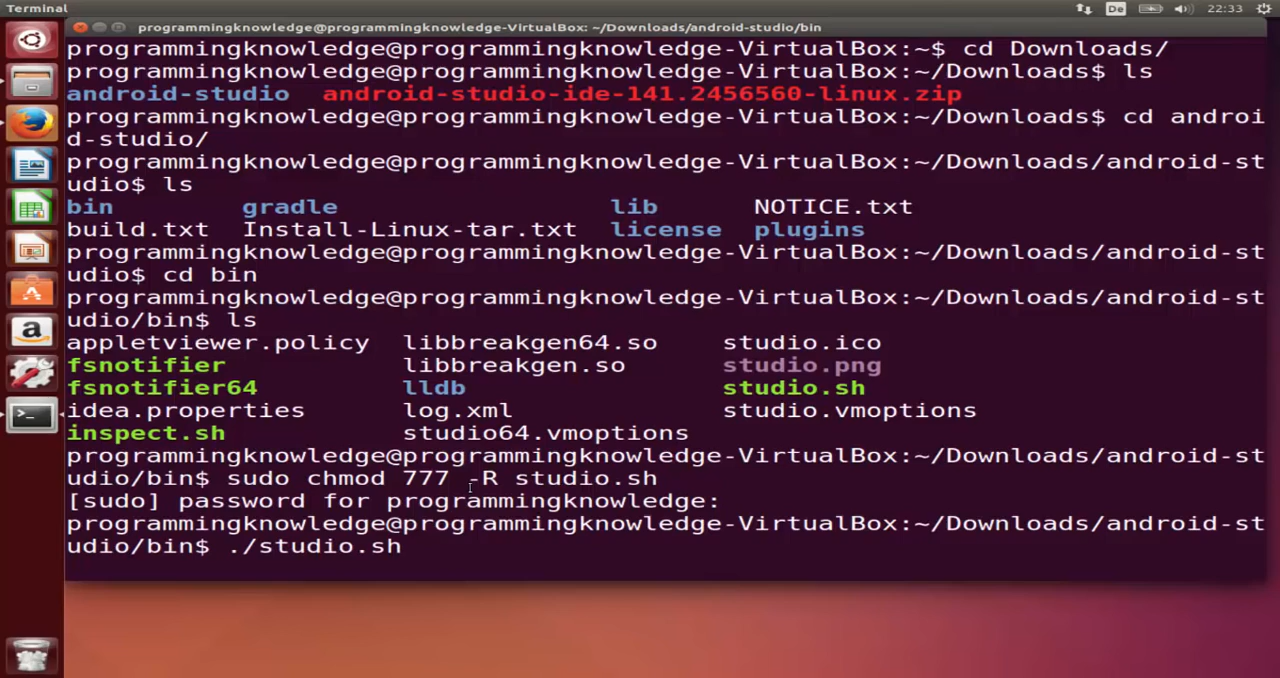 Terminal
De
22:33
programmingknowledge@programmingknowledge-VirtualBox: ~/Downloads/android-studio/bin
programmingknowledge@programmingknowledge-VirtualBox:~$ cd Downloads/
programmingknowledge@programmingknowledge-VirtualBox:~/Downloads$ ls
android-studio android-studio-ide-141.2456560-linux.zip
programmingknowledge@programmingknowledge-VirtualBox:~/Downloads$ cd androi
d-studio/
programmingknowledge@programmingknowledge-VirtualBox:~/Downloads/android-st
udio$ ls
bin gradle lib NOTICE.txt
build.txt Install-Linux-tar.txt license plugins
programmingknowledge@programmingknowledge-VirtualBox:~/Downloads/android-st
udio$ cd bin
programmingknowledge@programmingknowledge-VirtualBox:~/Downloads/android-st
udio/bin$ ls
appletviewer.policy libbreakgen64.so studio.ico
fsnotifier libbreakgen.so studio.png
fsnotifier64 lldb studio.sh
idea.properties log.xml studio.vmoptions
inspect.sh studio64.vmoptions
programmingknowledge@programmingknowledge-VirtualBox:~/Downloads/android-st
udio/bin$ sudo chmod 777 -R studio.sh
[sudo] password for programmingknowledge:
programmingknowledge@programmingknowledge-VirtualBox:~/Downloads/android-st
udio/bin$ ./studio.sh